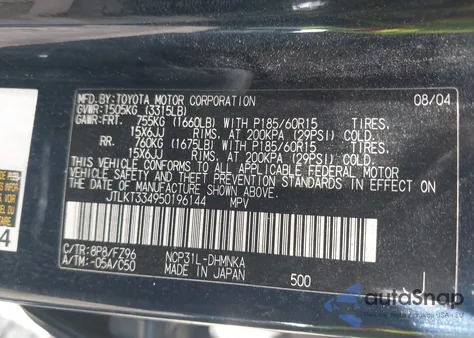 MFD.BY:TOYOTA MOTOR CORPORATION 08/04
GVWR:1505KG (3315LB)
GAWR:FRT. 755KG (1660LB) WITH P185/60R15 TIRES.
15X6JJ RIMS. AT 200KPA (29PSI) COLD.
RR. 760KG (1675LB) WITH P185/60R15 TIRES.
15X6JJ RIMS. AT 200KPA (29PSI) COLD.
THIS VEHICLE CONFORMS TO ALL APPLICABLE FEDERAL MOTOR
VEHICLE SAFETY AND THEFT PREVENTION STANDARDS IN EFFECT
ON THE DATE OF MANUFACTURE SHOWN ABOVE.
JTLKT334950196144 MPV
C/TR:8P8/FZ96 NCP31L-DHMNKA
A/TM:-05A/C50 MADE IN JAPAN 500
4
autoSnap